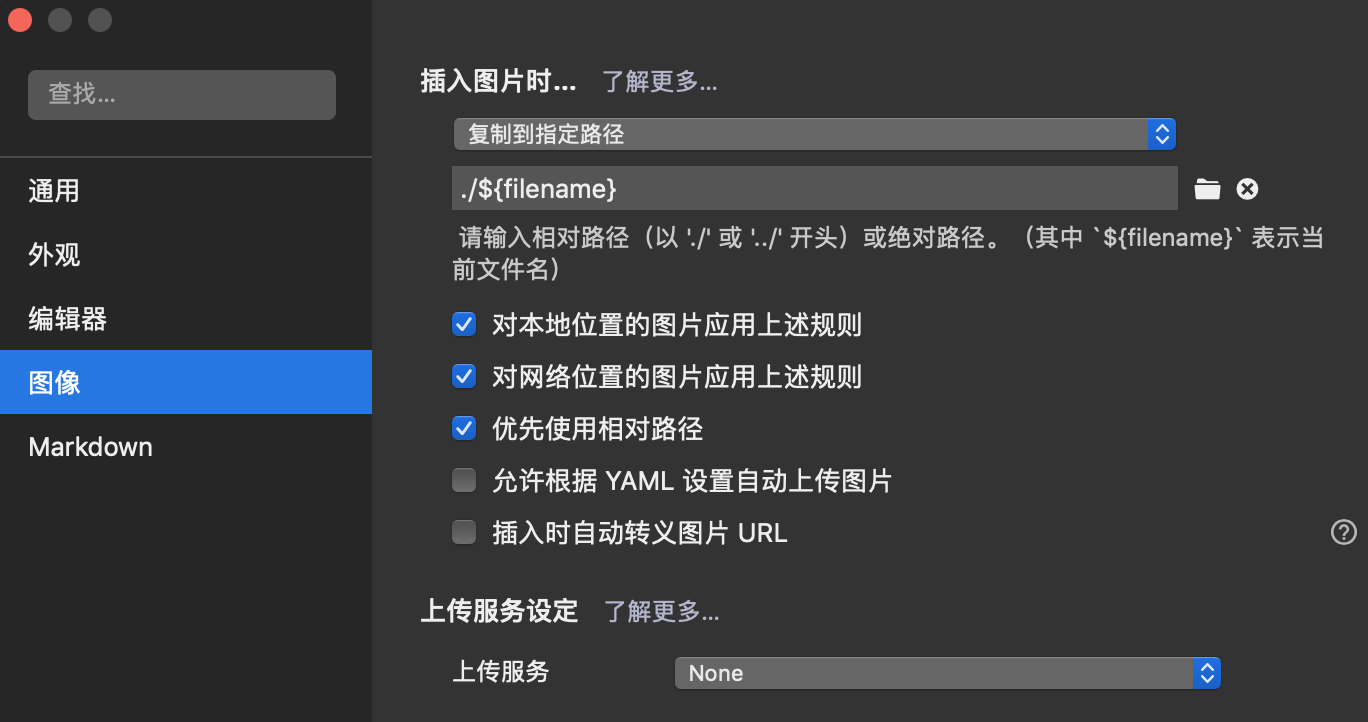 查找...
通用
外观
编辑器
图像
Markdown
插入图片时... 了解更多...
复制到指定路径
./${filename}
请输入相对路径（以 './' 或 '../' 开头）或绝对路径。（其中 `${filename}` 表示当
前文件名）
对本地位置的图片应用上述规则
对网络位置的图片应用上述规则
优先使用相对路径
允许根据 YAML 设置自动上传图片
插入时自动转义图片 URL
?
上传服务设定 了解更多...
上传服务 None